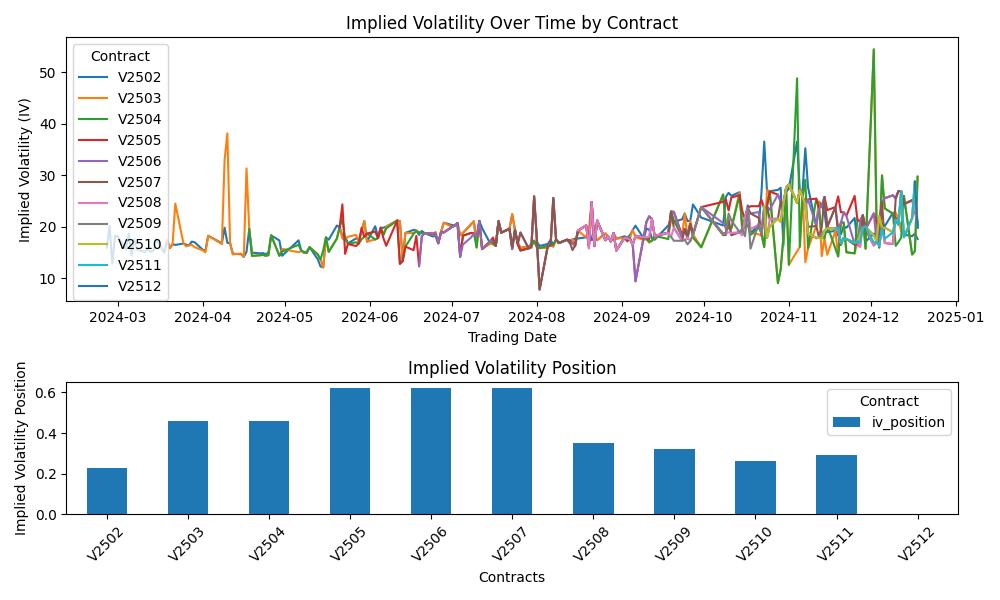 Implied Volatility Over Time by Contract
Implied Volatility (IV)
50
40
30
20
10
Contract
V2502
V2503
V2504
V2505
V2506
V2507
V2508
V2509
V2510
V2511
V2512
2024-03
2024-04
2024-05
2024-06
2024-07
2024-08
2024-09
2024-10
2024-11
2024-12
2025-01
Trading Date
Implied Volatility Position
Implied Volatility Position
0.6
0.4
0.2
0.0
Contract
iv_position
V2502
V2503
V2504
V2505
V2506
V2507
V2508
V2509
V2510
V2511
V2512
Contracts